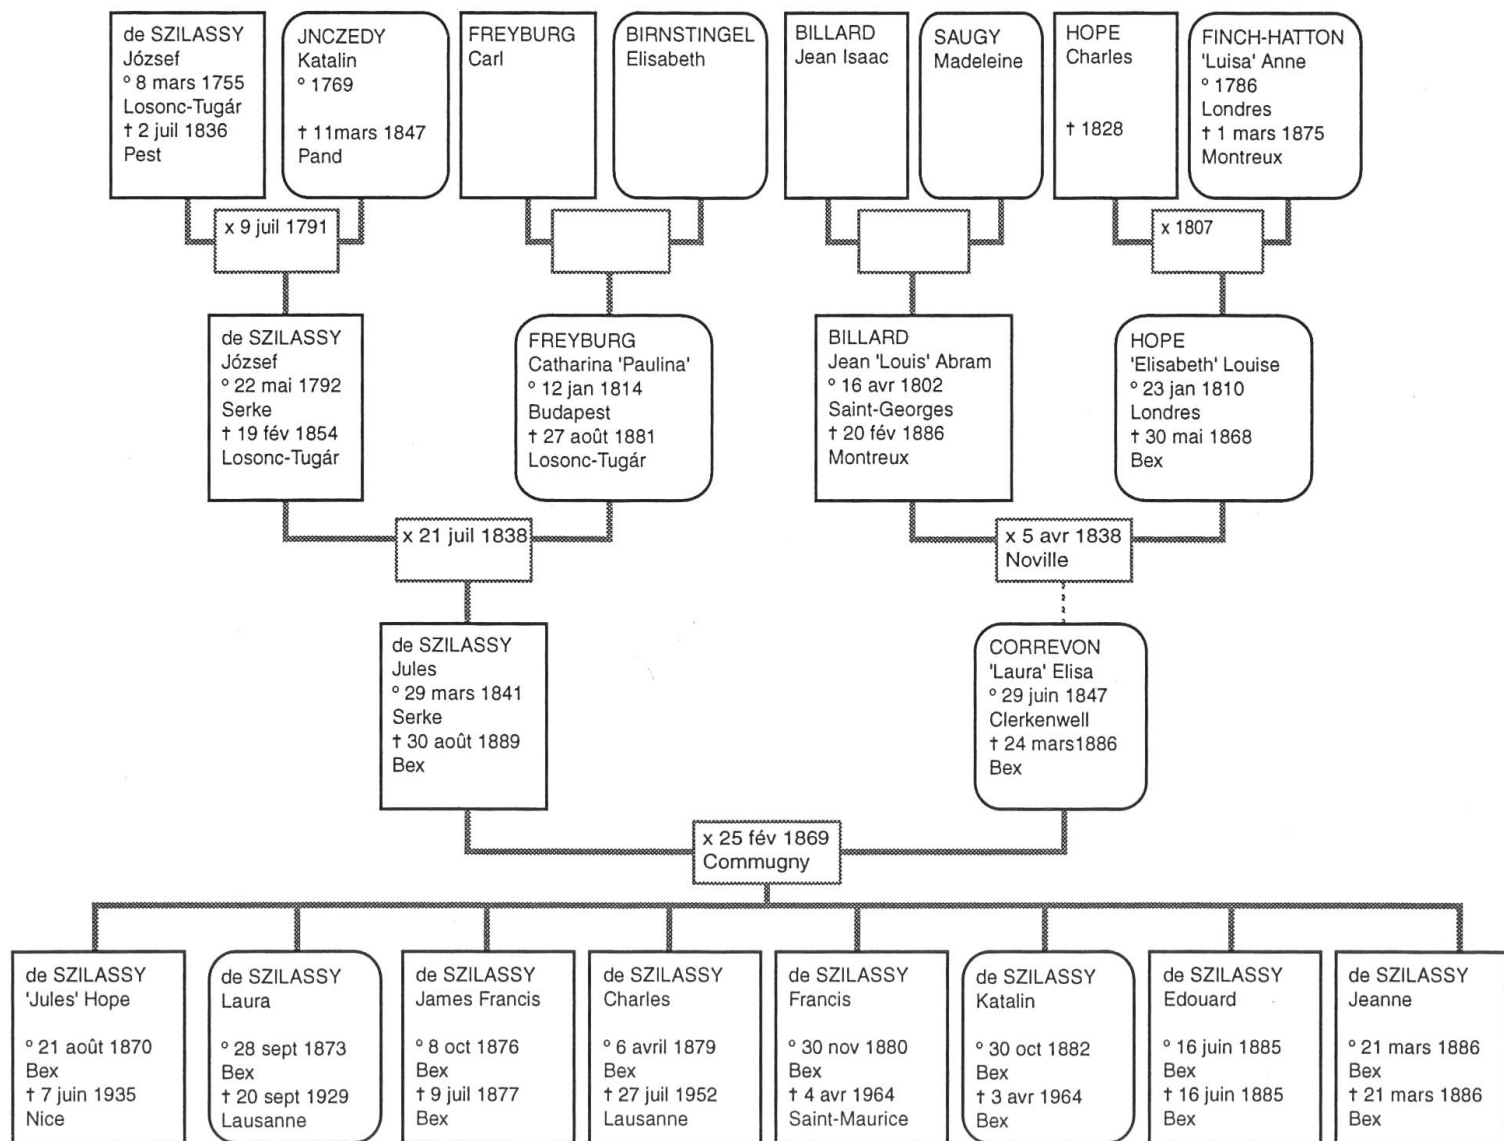 de SZILASSY
József
º 8 mars 1755
Losonc-Tugár
† 2 juil 1836
Pest
JNCZEDY
Katalin
º 1769
† 11mars 1847
Pand
FREYBURG
Carl
BIRNSTINGEL
Elisabeth
BILLARD
Jean Isaac
SAUGY
Madeleine
HOPE
Charles
† 1828
FINCH-HATTON
'Luisa' Anne
º 1786
Londres
† 1 mars 1875
Montreux
x 9 juil 1791
x 1807
de SZILASSY
József
º 22 mai 1792
Serke
† 19 fév 1854
Losonc-Tugár
FREYBURG
Catharina 'Paulina'
º 12 jan 1814
Budapest
† 27 août 1881
Losonc-Tugár
BILLARD
Jean 'Louis' Abram
º 16 avr 1802
Saint-Georges
† 20 fév 1886
Montreux
HOPE
'Elisabeth' Louise
º 23 jan 1810
Londres
† 30 mai 1868
Bex
x 21 juil 1838
x 5 avr 1838
Noville
de SZILASSY
Jules
º 29 mars 1841
Serke
† 30 août 1889
Bex
CORREVON
'Laura' Elisa
º 29 juin 1847
Clerkenwell
† 24 mars1886
Bex
x 25 fév 1869
Commugny
de SZILASSY
'Jules' Hope
º 21 août 1870
Bex
† 7 juin 1935
Nice
de SZILASSY
Laura
º 28 sept 1873
Bex
† 20 sept 1929
Lausanne
de SZILASSY
James Francis
º 8 oct 1876
Bex
† 9 juil 1877
Bex
de SZILASSY
Charles
º 6 avril 1879
Bex
† 27 juil 1952
Lausanne
de SZILASSY
Francis
º 30 nov 1880
Bex
† 4 avr 1964
Saint-Maurice
de SZILASSY
Katalin
º 30 oct 1882
Bex
† 3 avr 1964
Bex
de SZILASSY
Edouard
º 16 juin 1885
Bex
† 16 juin 1885
Bex
de SZILASSY
Jeanne
º 21 mars 1886
Bex
† 21 mars 1886
Bex